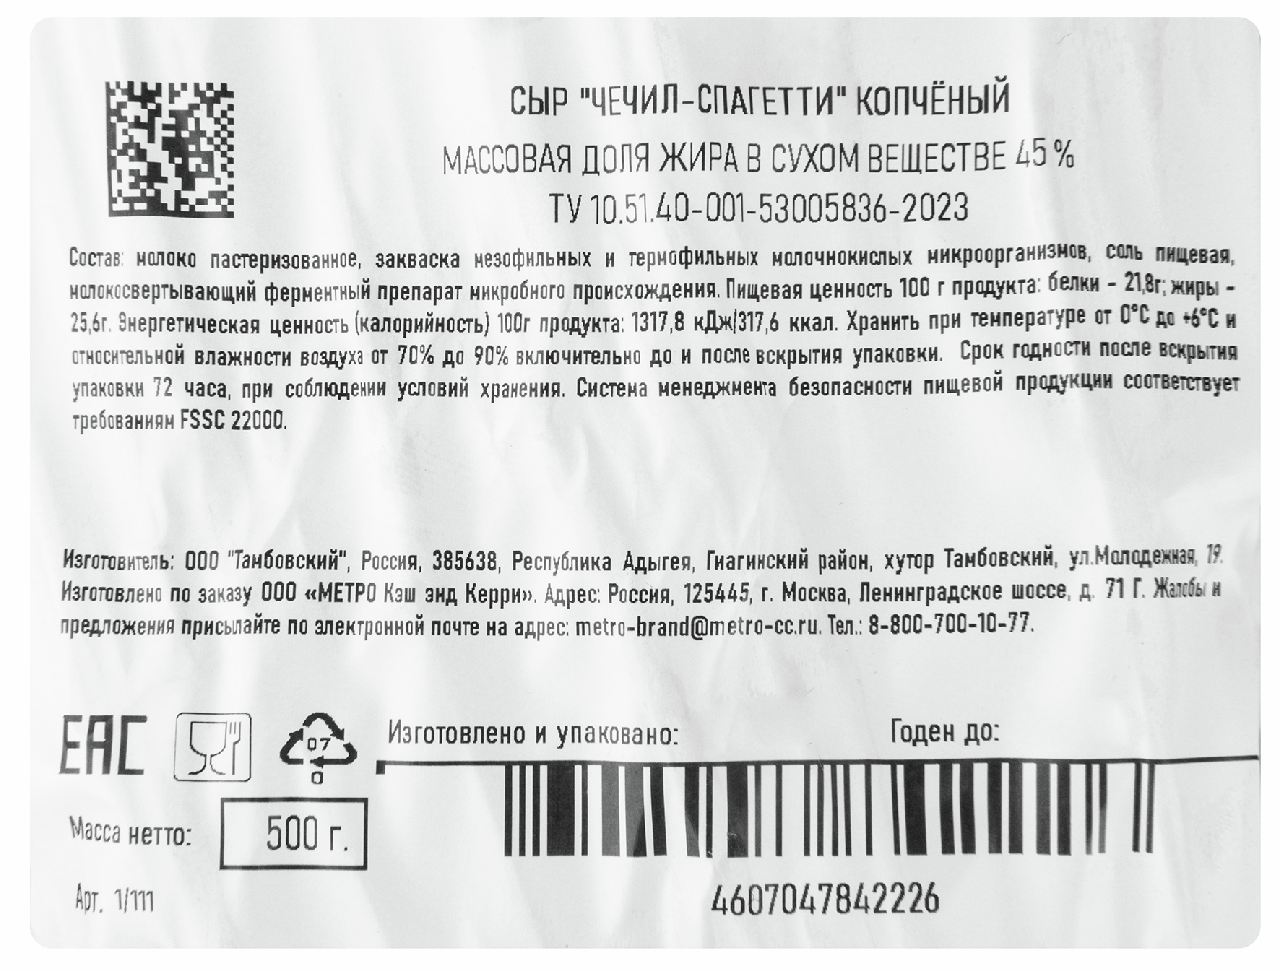 СЫР "ЧЕЧИЛ-СПАГЕТТИ" КОПЧЁНЫЙ
МАССОВАЯ ДОЛЯ ЖИРА В СУХОМ ВЕЩЕСТВЕ 45 %
ТУ 10.51.40-001-53005836-2023
Состав: молоко пастеризованное, закваска мезофильных и термофильных молочнокислых микроорганизмов, соль пищевая,
молокосвертывающий ферментный препарат микробного происхождения. Пищевая ценность 100 г продукта: белки - 21,8г; жиры -
25,6г. Энергетическая ценность (калорийность) 100г продукта: 1317,8 кДж/317,6 ккал. Хранить при температуре от 0°С до +6°С и
относительной влажности воздуха от 70% до 90% включительно до и после вскрытия упаковки. Срок годности после вскрытия
упаковки 72 часа, при соблюдении условий хранения. Система менеджмента безопасности пищевой продукции соответствует
требованиям FSSC 22000.
Изготовитель: ООО "Тамбовский", Россия, 385638, Республика Адыгея, Гиагинский район, хутор Тамбовский, ул.Молодежная, 19.
Изготовлено по заказу ООО «МЕТРО Кэш энд Керри». Адрес: Россия, 125445, г. Москва, Ленинградское шоссе, д. 71 Г. Жалобы и
предложения присылайте по электронной почте на адрес: metro-brand@metro-cc.ru. Тел.: 8-800-700-10-77.
ЕАС
07
O
Изготовлено и упаковано:
Годен до:
Масса нетто:
500 г.
Арт. 1/111
4607047842226